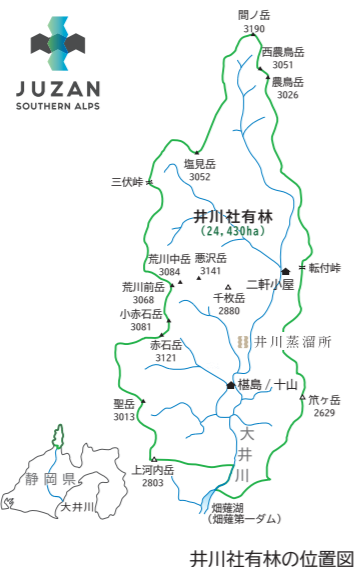 JUZAN
SOUTHERN ALPS
間ノ岳
3190
西農鳥岳
3051
農鳥岳
3026
塩見岳
3052
三伏峠
井川社有林
(24,430ha)
荒川中岳
3084
悪沢岳
3141
転付峠
二軒小屋
荒川前岳
3068
千枚岳
2880
小赤石岳
3081
赤石岳
3121
井川蒸溜所
椹島 / 十山
聖岳
3013
笊ヶ岳
2629
大井川
上河内岳
2803
静岡県
大井川
畑薙湖
(畑薙第一ダム)
井川社有林の位置図